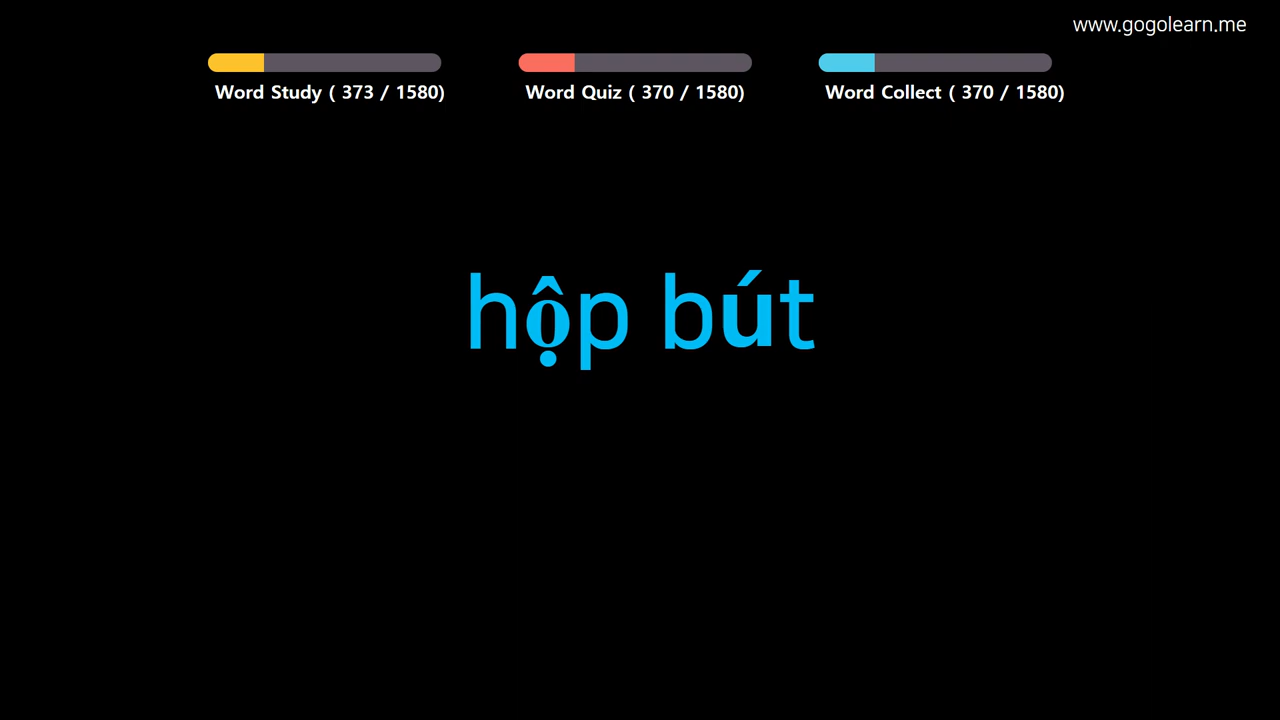 www.gogolearn.me
Word Study ( 373 / 1580)
Word Quiz ( 370 / 1580)
Word Collect ( 370 / 1580)
hộp bút